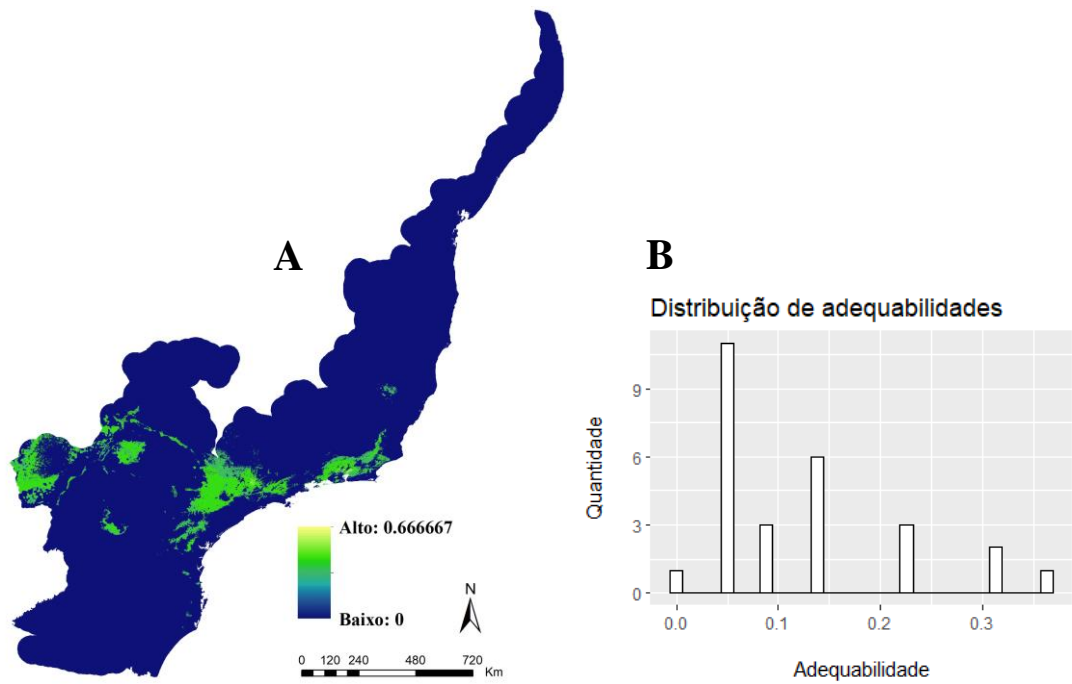 A
Alto: 0.666667
Baixo: 0
N
0 120 240 480 720
Km
B
Distribuição de adequabilidades
Quantidade
9
6
3
0
0.0 0.1 0.2 0.3
Adequabilidade